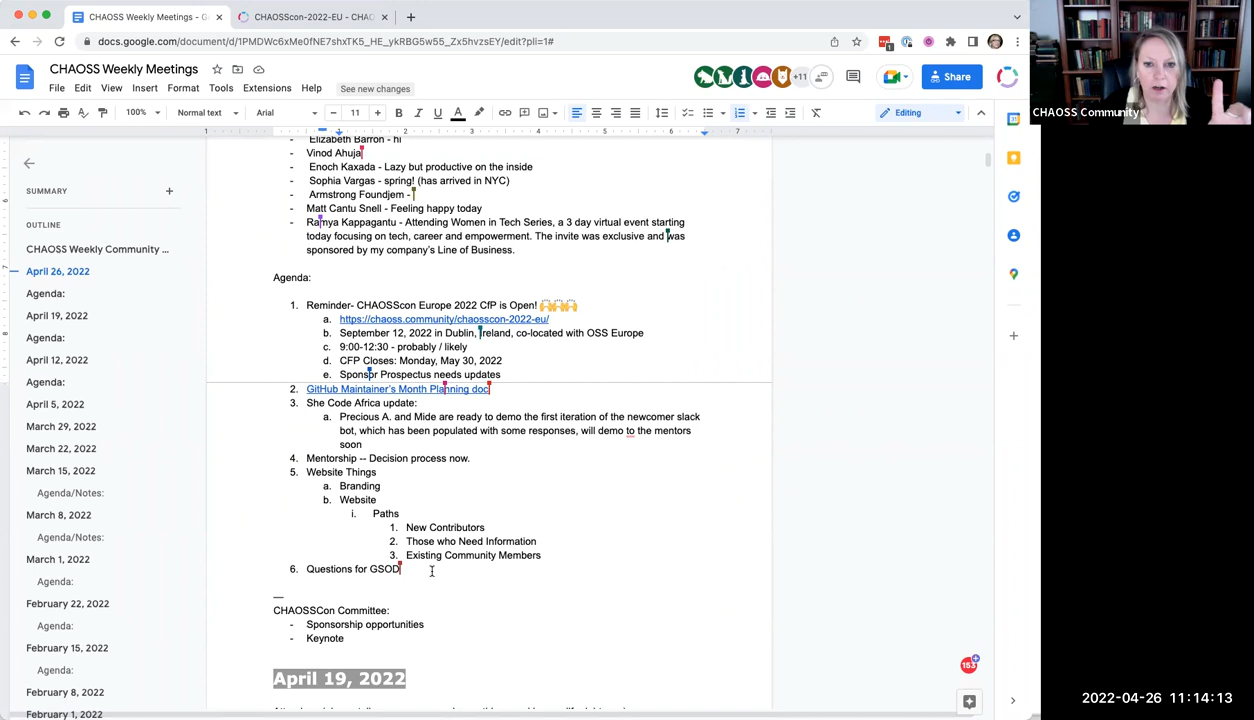 CHAOSS Weekly Meetings - G
CHAOSScon-2022-EU - CHAO
docs.google.com/document/d/1PMDWc6xMe0fNE7shxTK5_HE_ykRBG5w55_Zx5hvzsEY/edit?pli=1#
CHAOSS Weekly Meetings
File Edit View Insert Format Tools Extensions Help
See new changes
+11
Share
100%
Normal text
Arial
11
Editing
SUMMARY
OUTLINE
CHAOSS Weekly Community ...
April 26, 2022
Agenda:
April 19, 2022
Agenda:
April 12, 2022
Agenda:
April 5, 2022
March 29, 2022
March 22, 2022
March 15, 2022
Agenda/Notes:
March 8, 2022
Agenda/Notes:
March 1, 2022
Agenda:
February 22, 2022
Agenda:
February 15, 2022
Agenda:
February 8, 2022
February 1, 2022
1 2 3 4 5 6 7
- Elizabeth Barron - hi
- Vinod Ahuja
- Enoch Kaxada - Lazy but productive on the inside
- Sophia Vargas - spring! (has arrived in NYC)
- Armstrong Foundjem -
- Matt Cantu Snell - Feeling happy today
- Ramya Kappagantu - Attending Women in Tech Series, a 3 day virtual event starting
today focusing on tech, career and empowerment. The invite was exclusive and was
sponsored by my company's Line of Business.
Agenda:
1. Reminder- CHAOSScon Europe 2022 CfP is Open! 🙌🙌🙌
a. https://chaoss.community/chaosscon-2022-eu/
b. September 12, 2022 in Dublin, Ireland, co-located with OSS Europe
c. 9:00-12:30 - probably / likely
d. CFP Closes: Monday, May 30, 2022
e. Sponsor Prospectus needs updates
2. GitHub Maintainer's Month Planning doc
3. She Code Africa update:
a. Precious A. and Mide are ready to demo the first iteration of the newcomer slack
bot, which has been populated with some responses, will demo to the mentors
soon
4. Mentorship -- Decision process now.
5. Website Things
a. Branding
b. Website
i. Paths
1. New Contributors
2. Those who Need Information
3. Existing Community Members
6. Questions for GSOD
—
CHAOSSCon Committee:
- Sponsorship opportunities
- Keynote
April 19, 2022
153
CHAOSS Community
2022-04-26 11:14:13